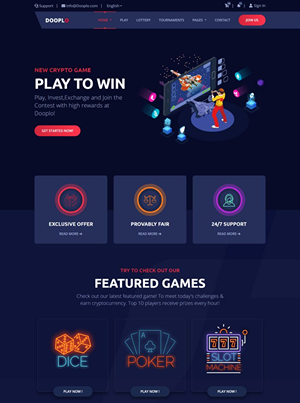 Support | info@Dooplo.com | English
Sign In
DOOPLO
HOME PLAY LOTTERY TOURNAMENTS PAGES CONTACT
JOIN US
NEW CRYPTO GAME
PLAY TO WIN
Play, Invest,Exchange and Join the
Contest with high rewards at
Dooplo!
GET STARTED NOW!
EXCLUSIVE OFFER
READ MORE
PROVABLY FAIR
READ MORE
24/7 SUPPORT
READ MORE
TRY TO CHECK OUT OUR
FEATURED GAMES
Check out our latest featured game! To meet today's challenges &
earn cryptocurrency. Top 10 players receive prizes every hour!
DICE
PLAY NOW !
POKER
PLAY NOW !
777
SLOT
MACHINE
PLAY NOW !